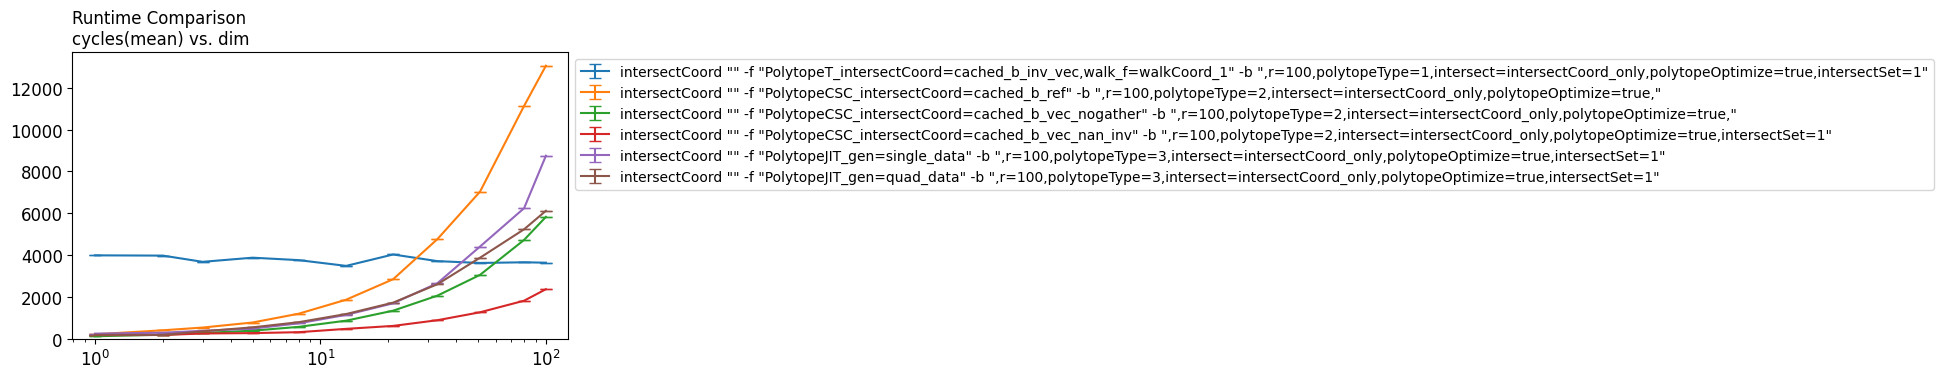 Runtime Comparison
cycles(mean) vs. dim
12000
10000
8000
6000
4000
2000
0
10^0
10^1
10^2
intersectCoord "" -f "PolytopeT_intersectCoord=cached_b_inv_vec,walk_f=walkCoord_1" -b ",r=100,polytopeType=1,intersect=intersectCoord_only,polytopeOptimize=true,intersectSet=1"
intersectCoord "" -f "PolytopeCSC_intersectCoord=cached_b_ref" -b ",r=100,polytopeType=2,intersect=intersectCoord_only,polytopeOptimize=true,"
intersectCoord "" -f "PolytopeCSC_intersectCoord=cached_b_vec_nogather" -b ",r=100,polytopeType=2,intersect=intersectCoord_only,polytopeOptimize=true,"
intersectCoord "" -f "PolytopeCSC_intersectCoord=cached_b_vec_nan_inv" -b ",r=100,polytopeType=2,intersect=intersectCoord_only,polytopeOptimize=true,intersectSet=1"
intersectCoord "" -f "PolytopeJIT_gen=single_data" -b ",r=100,polytopeType=3,intersect=intersectCoord_only,polytopeOptimize=true,intersectSet=1"
intersectCoord "" -f "PolytopeJIT_gen=quad_data" -b ",r=100,polytopeType=3,intersect=intersectCoord_only,polytopeOptimize=true,intersectSet=1"